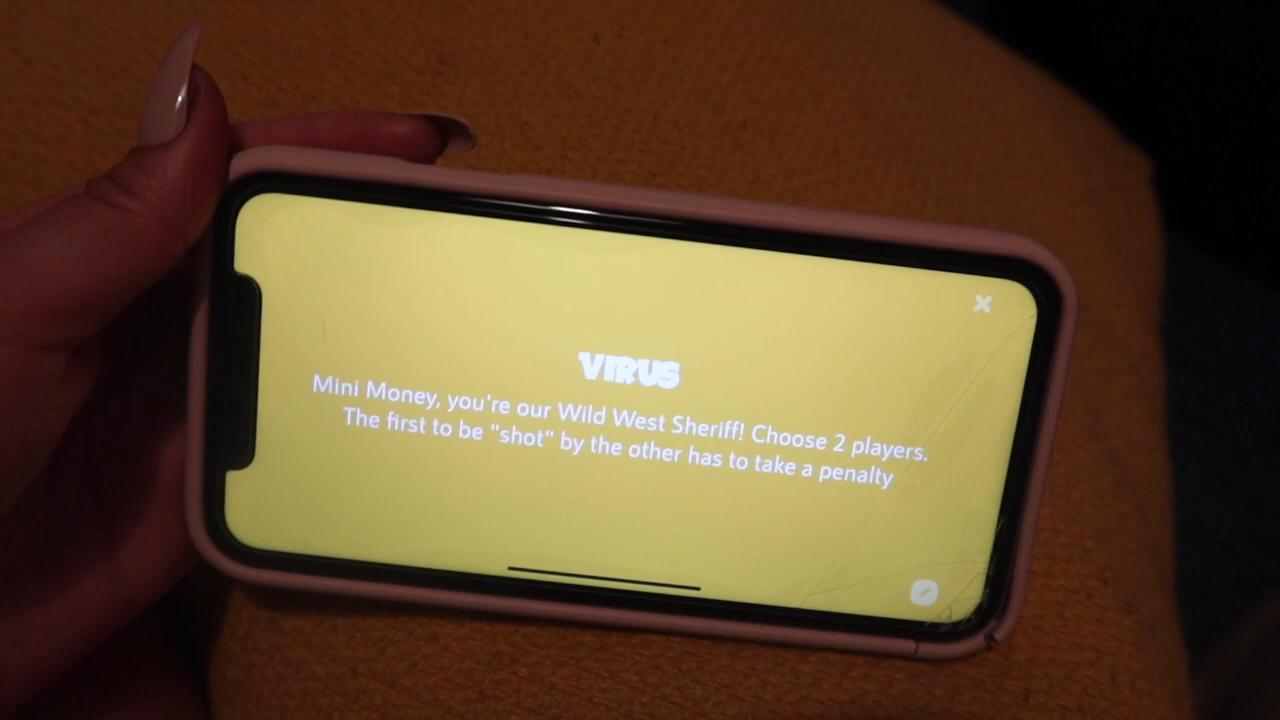 VIRUS
Mini Money, you're our Wild West Sheriff! Choose 2 players.
The first to be "shot" by the other has to take a penalty